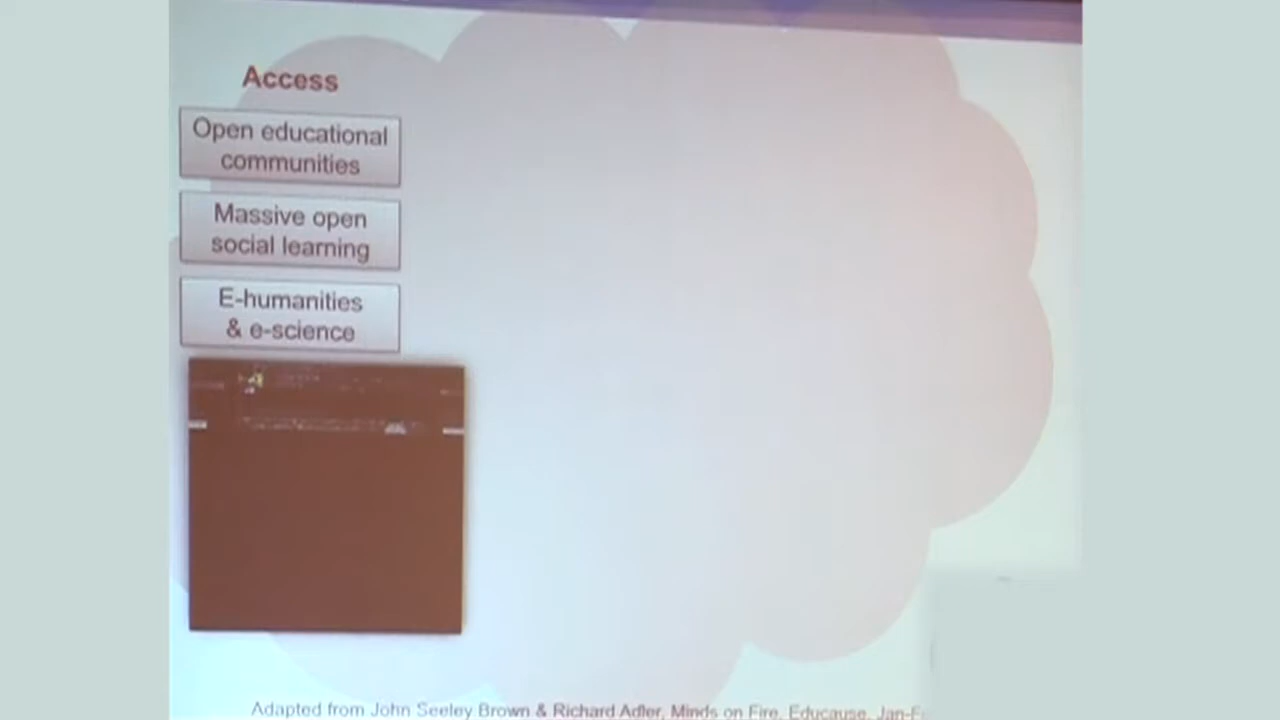 Access
Open educational
communities
Massive open
social learning
E-humanities
& e-science
Adapted from John Seeley Brown & Richard Adler, Minds on Fire, Educause, Jan-F